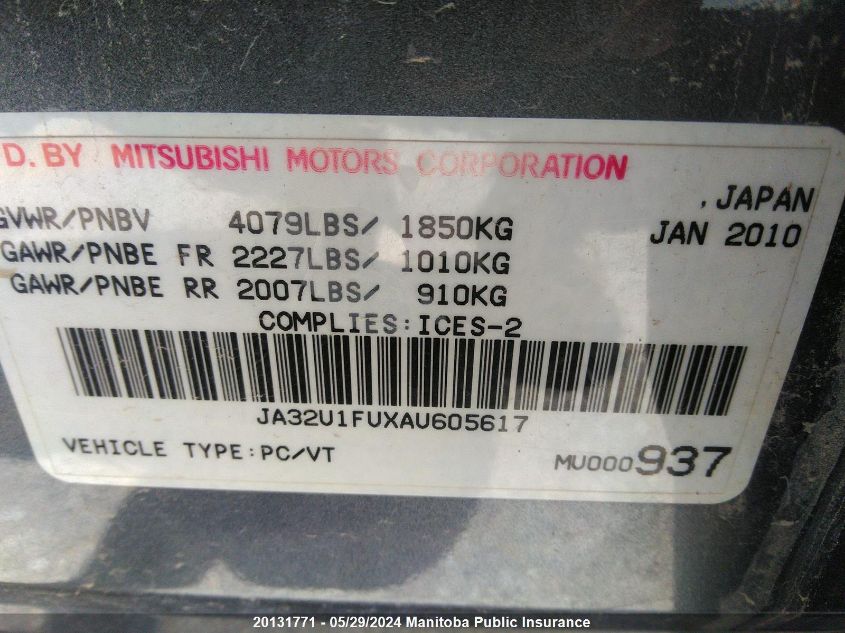 D. BY MITSUBISHI MOTORS CORPORATION
, JAPAN
GVWR/PNBV 4079LBS/ 1850KG JAN 2010
GAWR/PNBE FR 2227LBS/ 1010KG
GAWR/PNBE RR 2007LBS/ 910KG
COMPLIES:ICES-2
JA32U1FUXAU605617
VEHICLE TYPE:PC/VT MU000937
20131771 - 05/29/2024 Manitoba Public Insurance